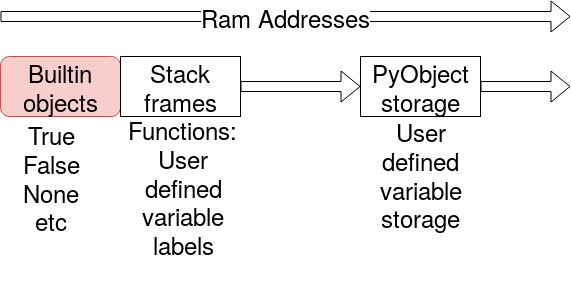 Ram Addresses
Builtin
objects
Stack
frames
PyObject
storage
True
False
None
etc
Functions:
User
defined
variable
labels
User
defined
variable
storage